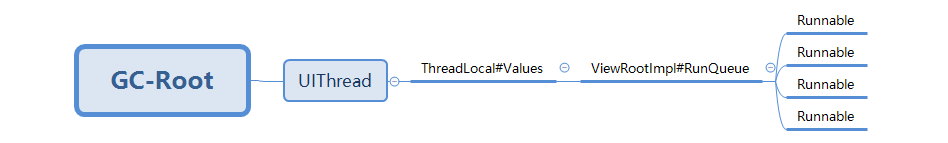 GC-Root
UIThread
ThreadLocal#Values
ViewRootImpl#RunQueue
Runnable
Runnable
Runnable
Runnable